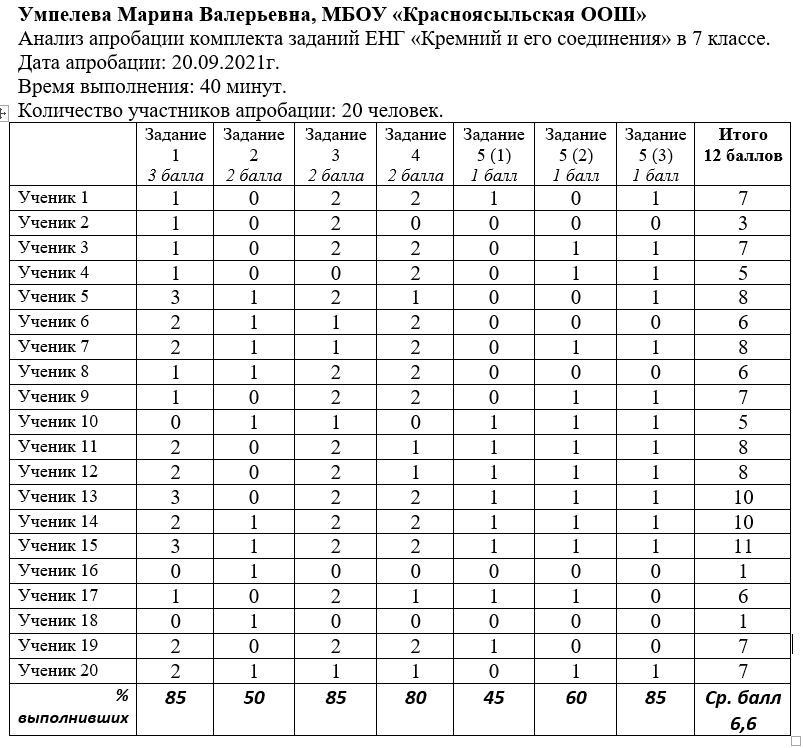 Умпелева Марина Валерьевна, МБОУ «Красноясыльская ООШ»
Анализ апробации комплекта заданий ЕНГ «Кремний и его соединения» в 7 классе.
Дата апробации: 20.09.2021г.
Время выполнения: 40 минут.
Количество участников апробации: 20 человек.
Задание 1 3 балла Задание 2 2 балла Задание 3 2 балла Задание 4 2 балла Задание 5 (1) 1 балл Задание 5 (2) 1 балл Задание 5 (3) 1 балл Итого 12 баллов
Ученик 1 1 0 2 2 1 0 1 7
Ученик 2 1 0 2 0 0 0 0 3
Ученик 3 1 0 2 2 0 1 1 7
Ученик 4 1 0 0 2 0 1 1 5
Ученик 5 3 1 2 1 0 0 1 8
Ученик 6 2 1 1 2 0 0 0 6
Ученик 7 2 1 1 2 0 1 1 8
Ученик 8 1 1 2 2 0 0 0 6
Ученик 9 1 0 2 2 0 1 1 7
Ученик 10 0 1 1 0 1 1 1 5
Ученик 11 2 0 2 1 1 1 1 8
Ученик 12 2 0 2 1 1 1 1 8
Ученик 13 3 0 2 2 1 1 1 10
Ученик 14 2 1 2 2 1 1 1 10
Ученик 15 3 1 2 2 1 1 1 11
Ученик 16 0 1 0 0 0 0 0 1
Ученик 17 1 0 2 1 1 1 0 6
Ученик 18 0 1 0 0 0 0 0 1
Ученик 19 2 0 2 2 1 0 0 7
Ученик 20 2 1 1 1 0 1 1 7
% выполнивших 85 50 85 80 45 60 85 Ср. балл 6,6